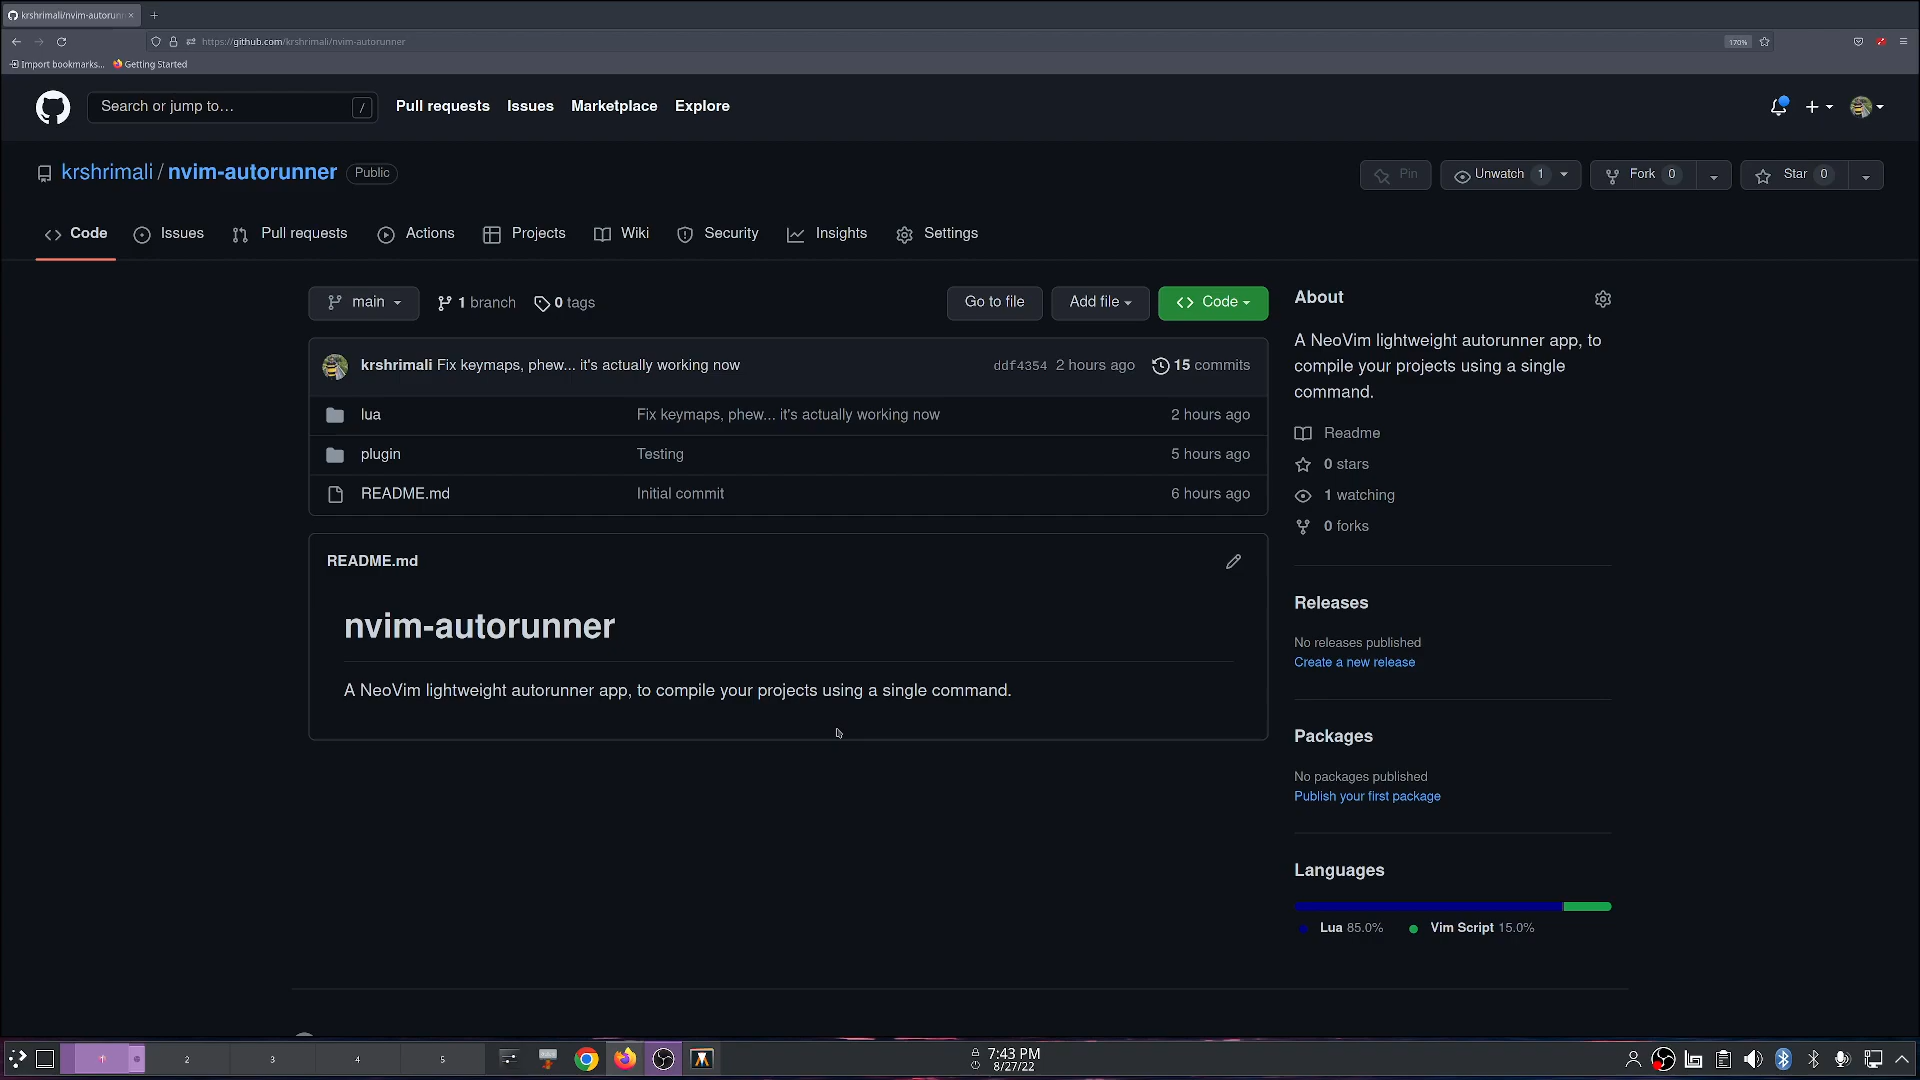 krshrimali/nvim-autorunn
https://github.com/krshrimali/nvim-autorunner
170%
Import bookmarks...
Getting Started
Search or jump to...
/
Pull requests
Issues
Marketplace
Explore
krshrimali / nvim-autorunner
Public
Pin
Unwatch 1
Fork 0
Star 0
Code
Issues
Pull requests
Actions
Projects
Wiki
Security
Insights
Settings
main
1 branch
0 tags
Go to file
Add file
Code
krshrimali Fix keymaps, phew... it's actually working now
ddf4354 2 hours ago
15 commits
lua
Fix keymaps, phew... it's actually working now
2 hours ago
plugin
Testing
5 hours ago
README.md
Initial commit
6 hours ago
README.md
nvim-autorunner
A NeoVim lightweight autorunner app, to compile your projects using a single command.
About
A NeoVim lightweight autorunner app, to
compile your projects using a single
command.
Readme
0 stars
1 watching
0 forks
Releases
No releases published
Create a new release
Packages
No packages published
Publish your first package
Languages
Lua 85.0%
Vim Script 15.0%
2
3
4
5
7:43 PM
8/27/22